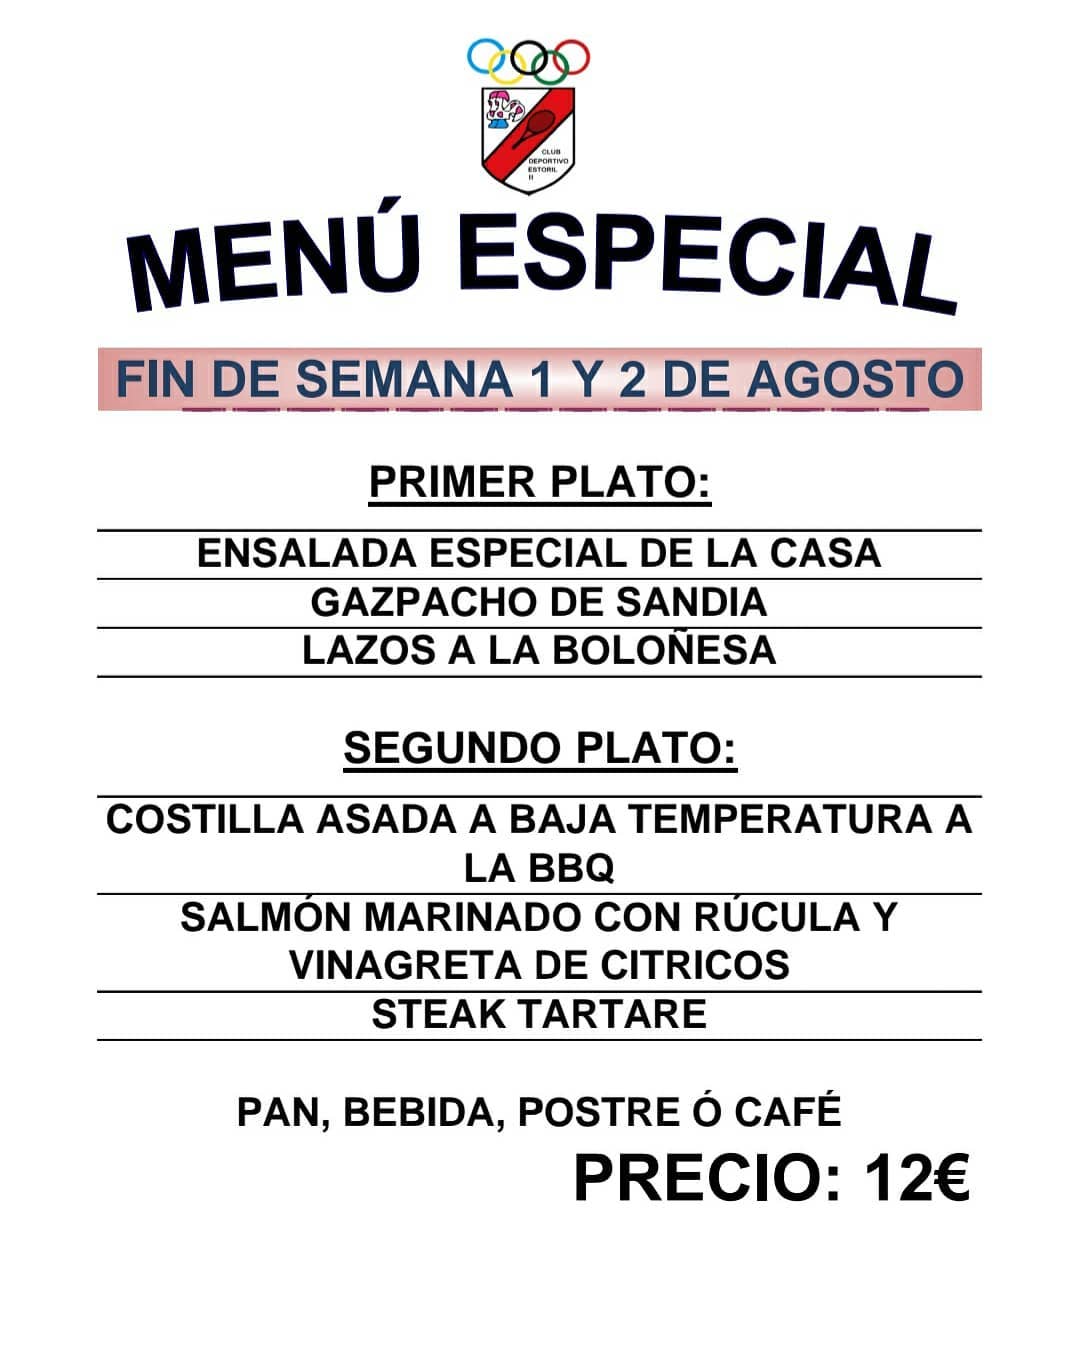 CLUB
DEPORTIVO
ESTORIL
II
MENÚ ESPECIAL
FIN DE SEMANA 1 Y 2 DE AGOSTO
PRIMER PLATO:
ENSALADA ESPECIAL DE LA CASA
GAZPACHO DE SANDIA
LAZOS A LA BOLOÑESA
SEGUNDO PLATO:
COSTILLA ASADA A BAJA TEMPERATURA A
LA BBQ
SALMÓN MARINADO CON RÚCULA Y
VINAGRETA DE CITRICOS
STEAK TARTARE
PAN, BEBIDA, POSTRE Ó CAFÉ
PRECIO: 12€